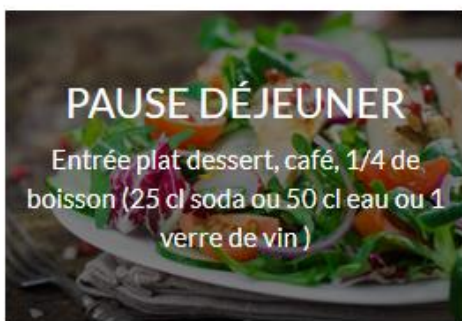 PAUSE DÉJEUNER
Entrée plat dessert, café, 1/4 de
boisson (25 cl soda ou 50 cl eau ou 1
verre de vin )